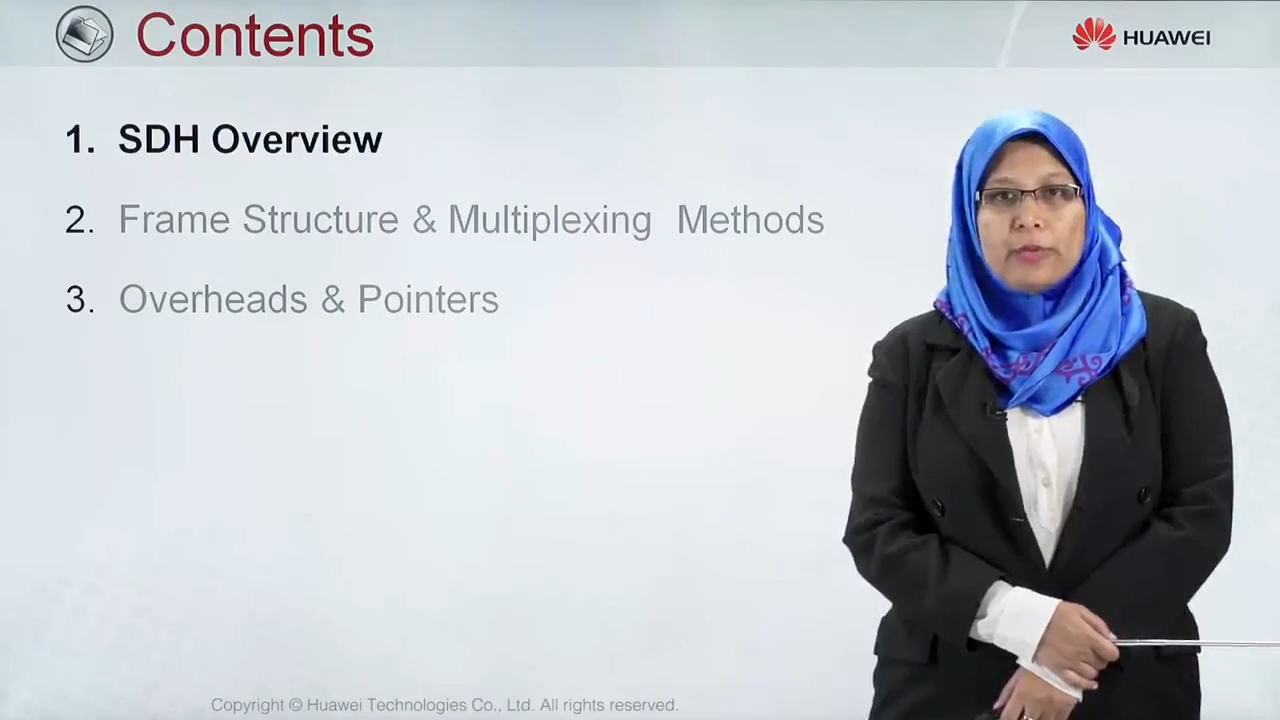 Contents
HUAWEI
1. SDH Overview
2. Frame Structure & Multiplexing Methods
3. Overheads & Pointers
Copyright © Huawei Technologies Co., Ltd. All rights reserved.